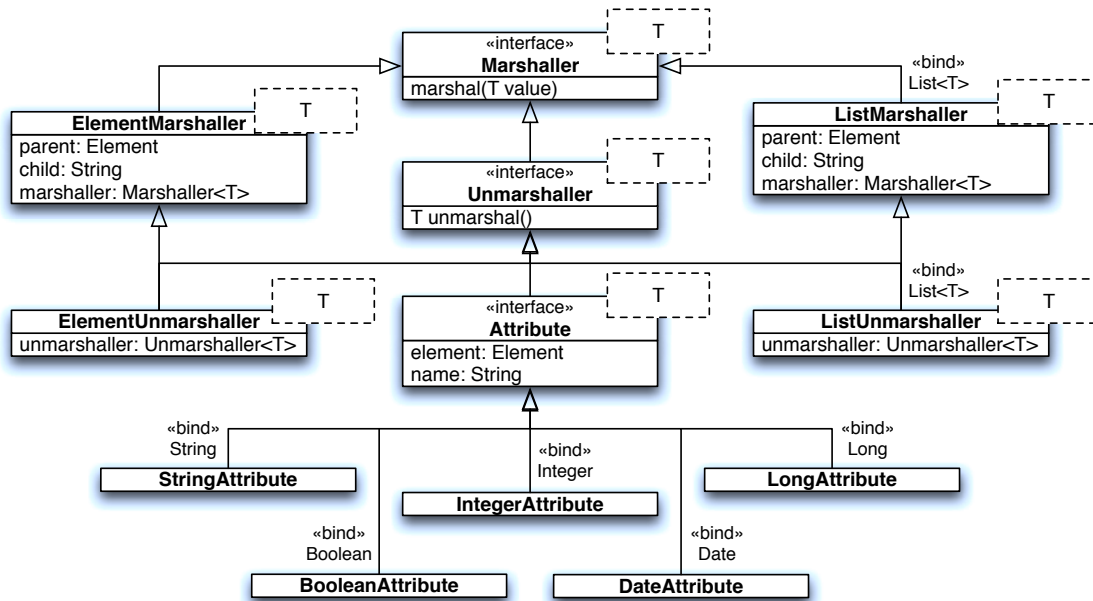 «interface»
Marshaller
T
marshal(T value)
ElementMarshaller
T
parent: Element
child: String
marshaller: Marshaller<T>
«bind»
List<T>
ListMarshaller
T
parent: Element
child: String
marshaller: Marshaller<T>
«interface»
Unmarshaller
T
T unmarshal()
ElementUnmarshaller
T
unmarshaller: Unmarshaller<T>
«interface»
Attribute
T
element: Element
name: String
«bind»
List<T>
ListUnmarshaller
T
unmarshaller: Unmarshaller<T>
«bind»
String
StringAttribute
«bind»
Integer
IntegerAttribute
«bind»
Long
LongAttribute
«bind»
Boolean
BooleanAttribute
«bind»
Date
DateAttribute